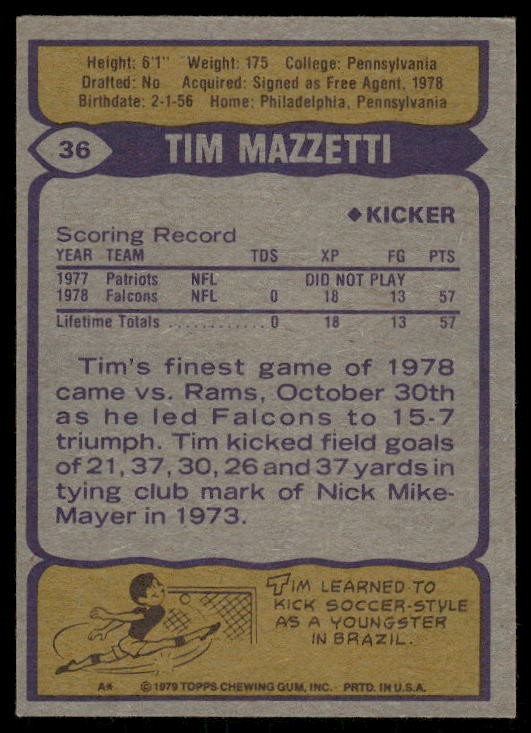 Height: 6'1" Weight: 175 College: Pennsylvania
Drafted: No Acquired: Signed as Free Agent, 1978
Birthdate: 2-1-56 Home: Philadelphia, Pennsylvania
36 TIM MAZZETTI
◆KICKER
Scoring Record
YEAR TEAM TDS XP FG PTS
1977 Patriots NFL DID NOT PLAY
1978 Falcons NFL 0 18 13 57
Lifetime Totals ............ 0 18 13 57
Tim's finest game of 1978
came vs. Rams, October 30th
as he led Falcons to 15-7
triumph. Tim kicked field goals
of 21, 37, 30, 26 and 37 yards in
tying club mark of Nick Mike-
Mayer in 1973.
TIM LEARNED TO
KICK SOCCER-STYLE
AS A YOUNGSTER
IN BRAZIL.
A* © 1979 TOPPS CHEWING GUM, INC. PRTD. IN U.S.A.